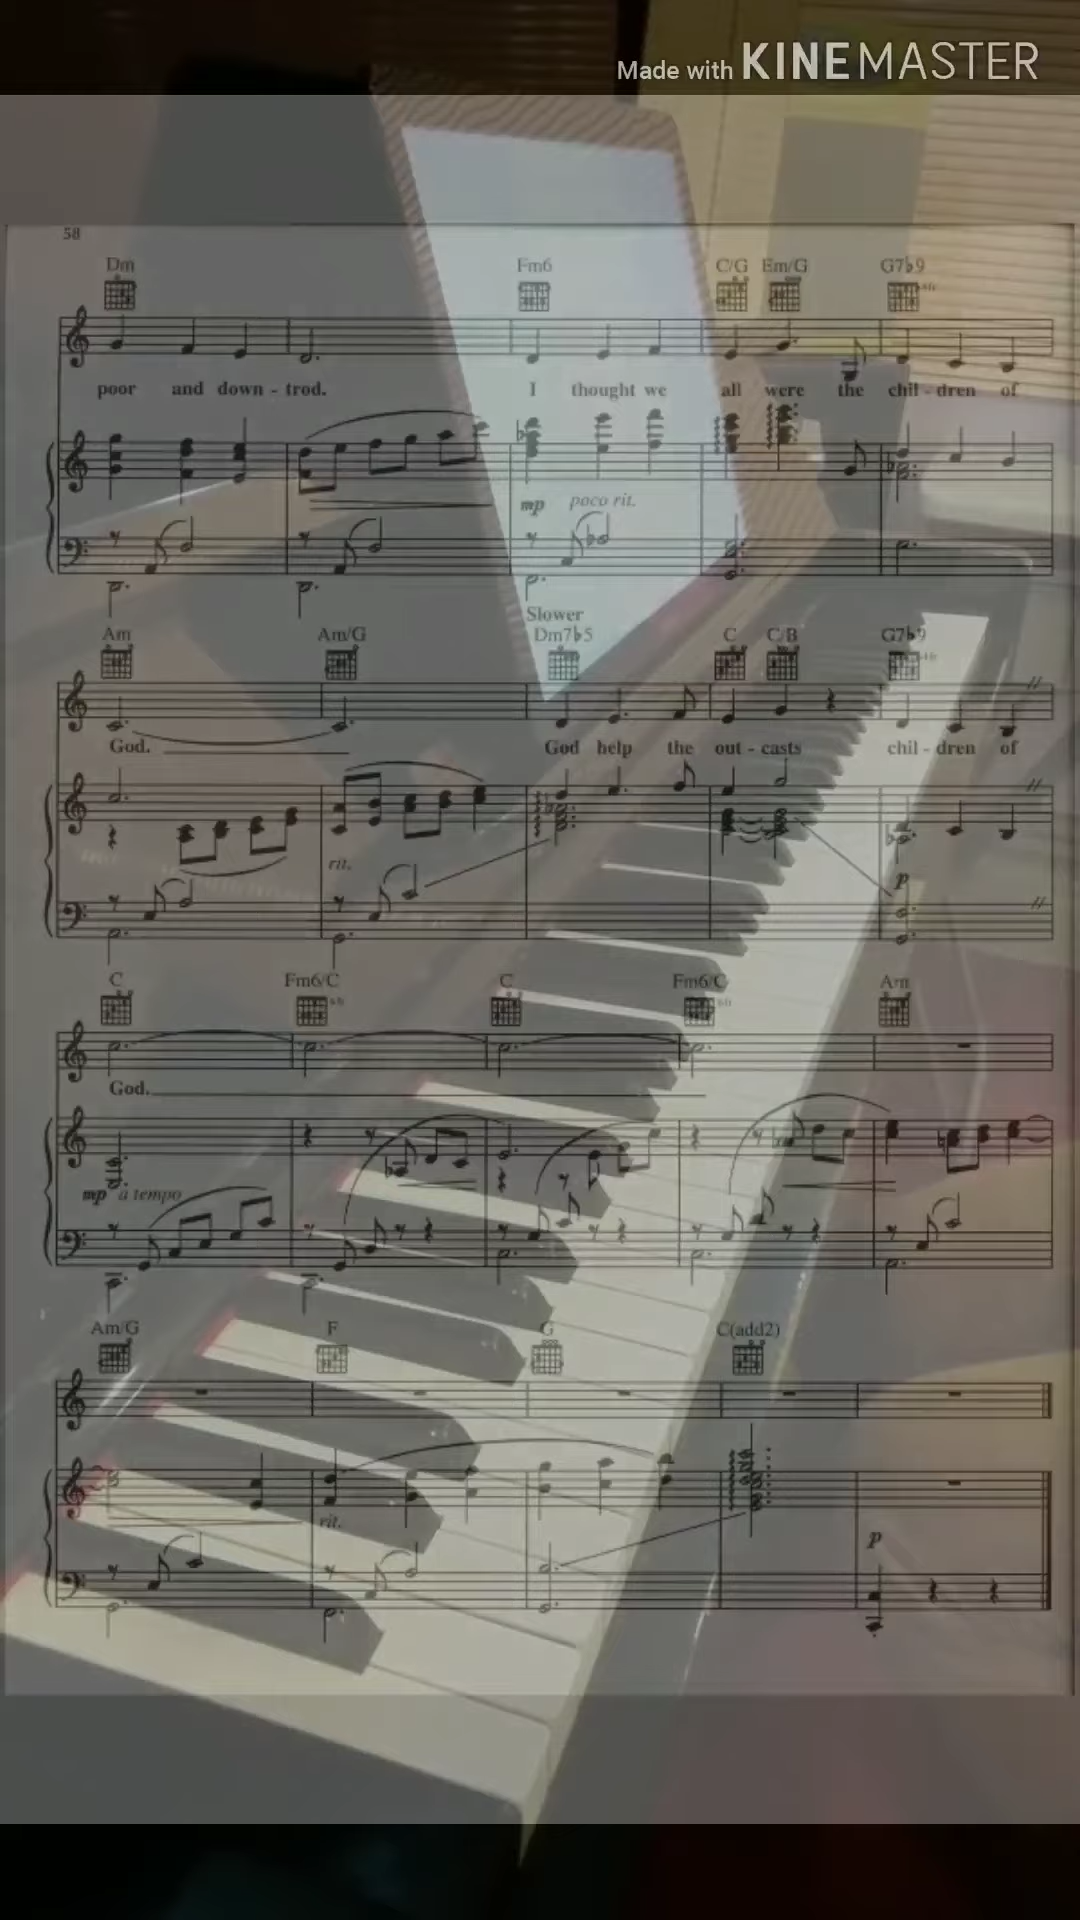 Made with KINEMASTER
58
Dm Fm6 C/G Em/G G7♭9
poor and down - trod. I thought we all were the chil - dren of
mp poco rit.
Slower
Am Am/G Dm7♭5 C C/B G7♭9
God. God help the out - casts chil - dren of
rit.
p
C Fm6/C C Fm6/C Am
God.
mp a tempo
Am/G F G C(add2)
rit.
p